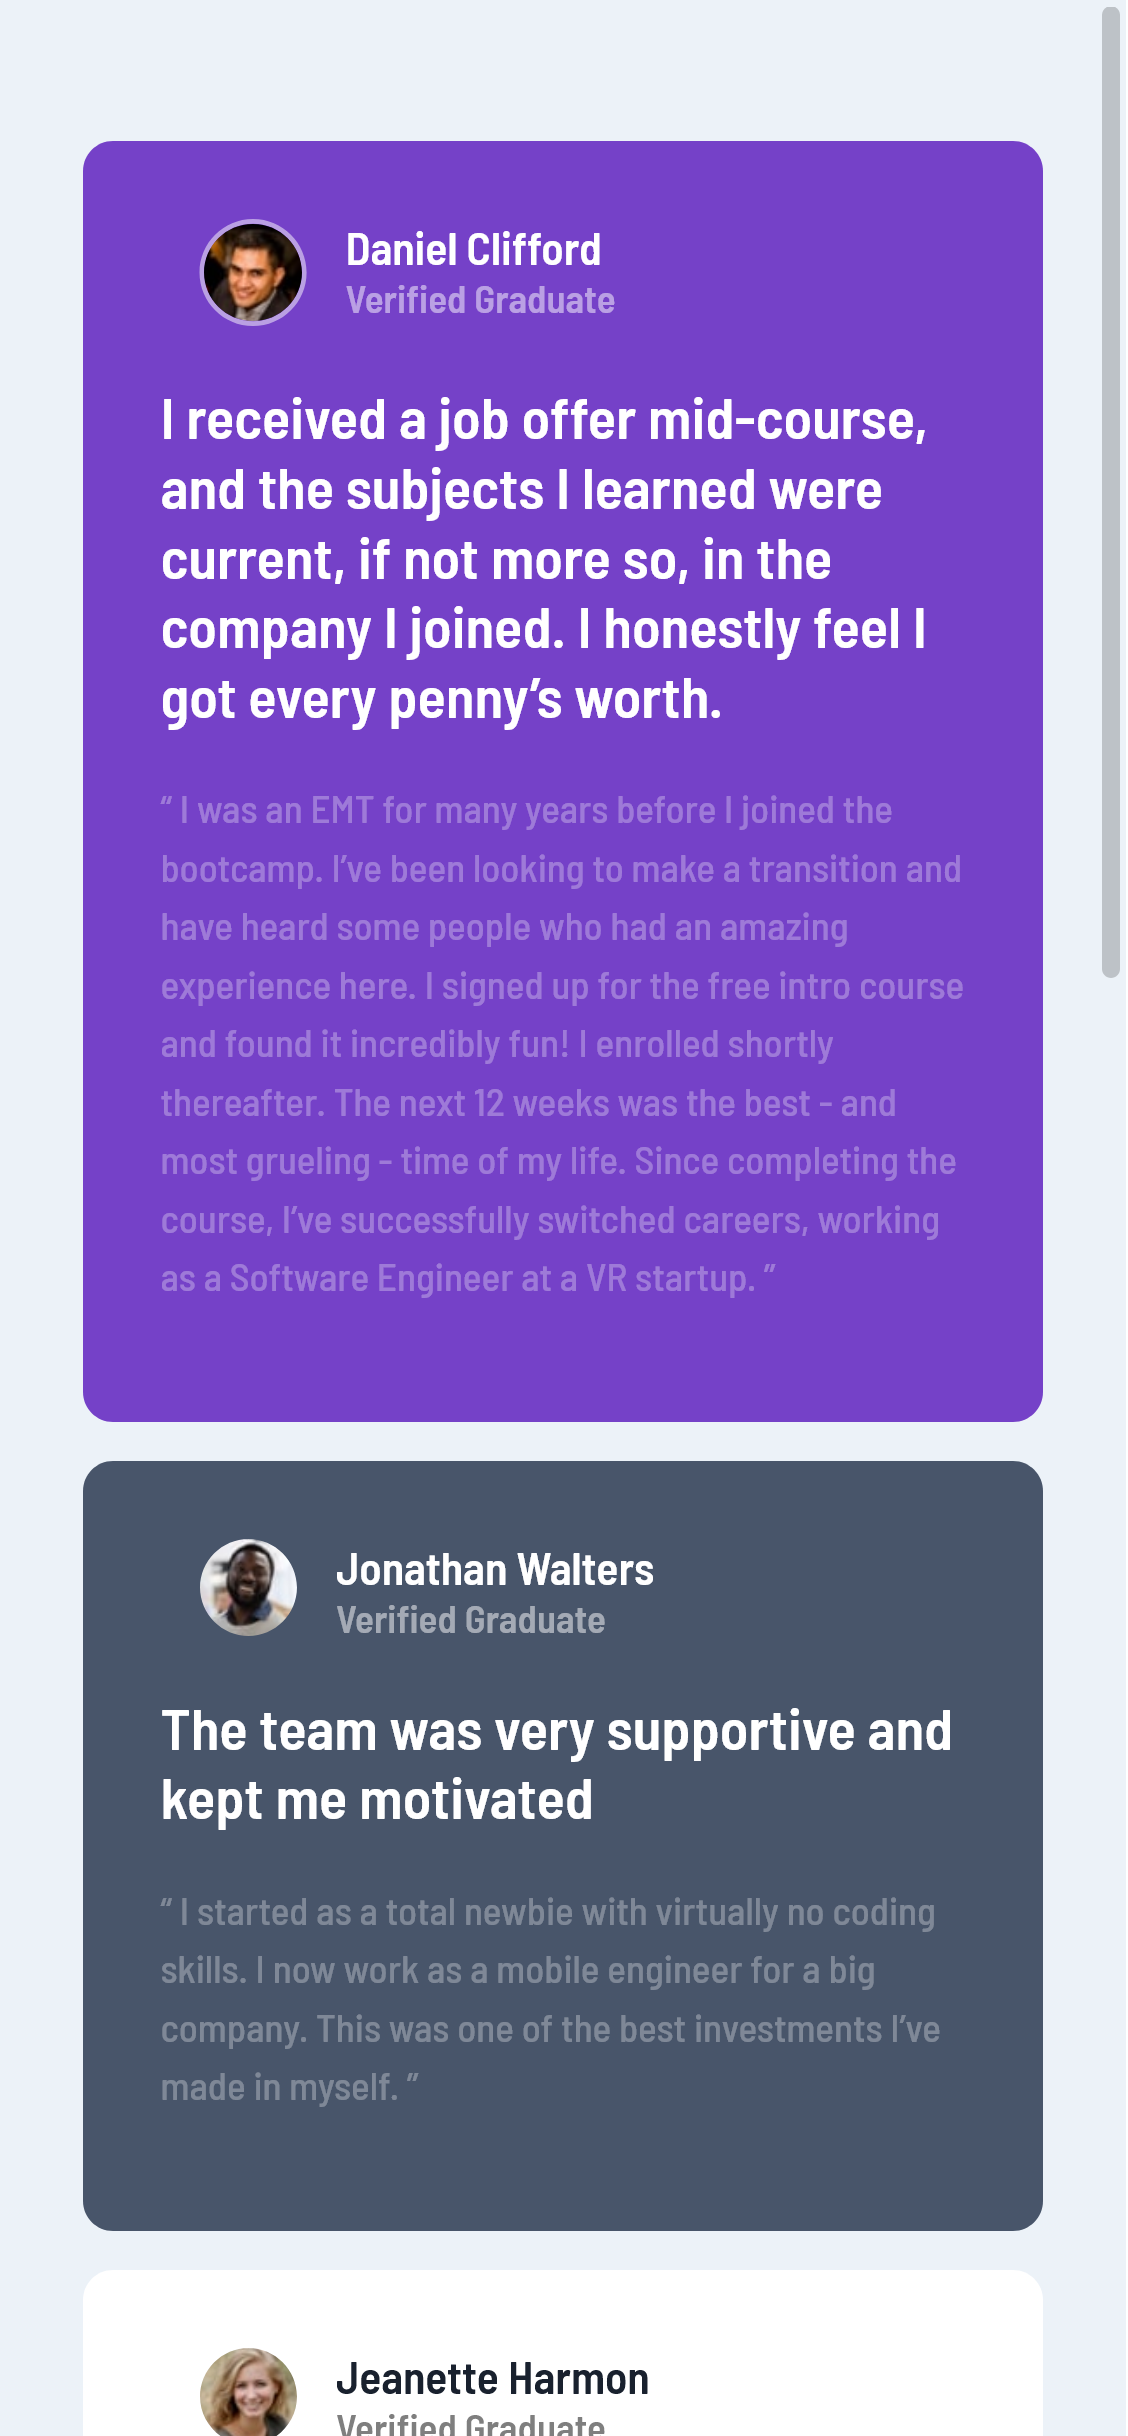 Daniel Clifford
Verified Graduate
I received a job offer mid-course,
and the subjects I learned were
current, if not more so, in the
company I joined. I honestly feel I
got every penny’s worth.
“ I was an EMT for many years before I joined the
bootcamp. I’ve been looking to make a transition and
have heard some people who had an amazing
experience here. I signed up for the free intro course
and found it incredibly fun! I enrolled shortly
thereafter. The next 12 weeks was the best - and
most grueling - time of my life. Since completing the
course, I’ve successfully switched careers, working
as a Software Engineer at a VR startup. ”
Jonathan Walters
Verified Graduate
The team was very supportive and
kept me motivated
“ I started as a total newbie with virtually no coding
skills. I now work as a mobile engineer for a big
company. This was one of the best investments I’ve
made in myself. ”
Jeanette Harmon
Verified Graduate